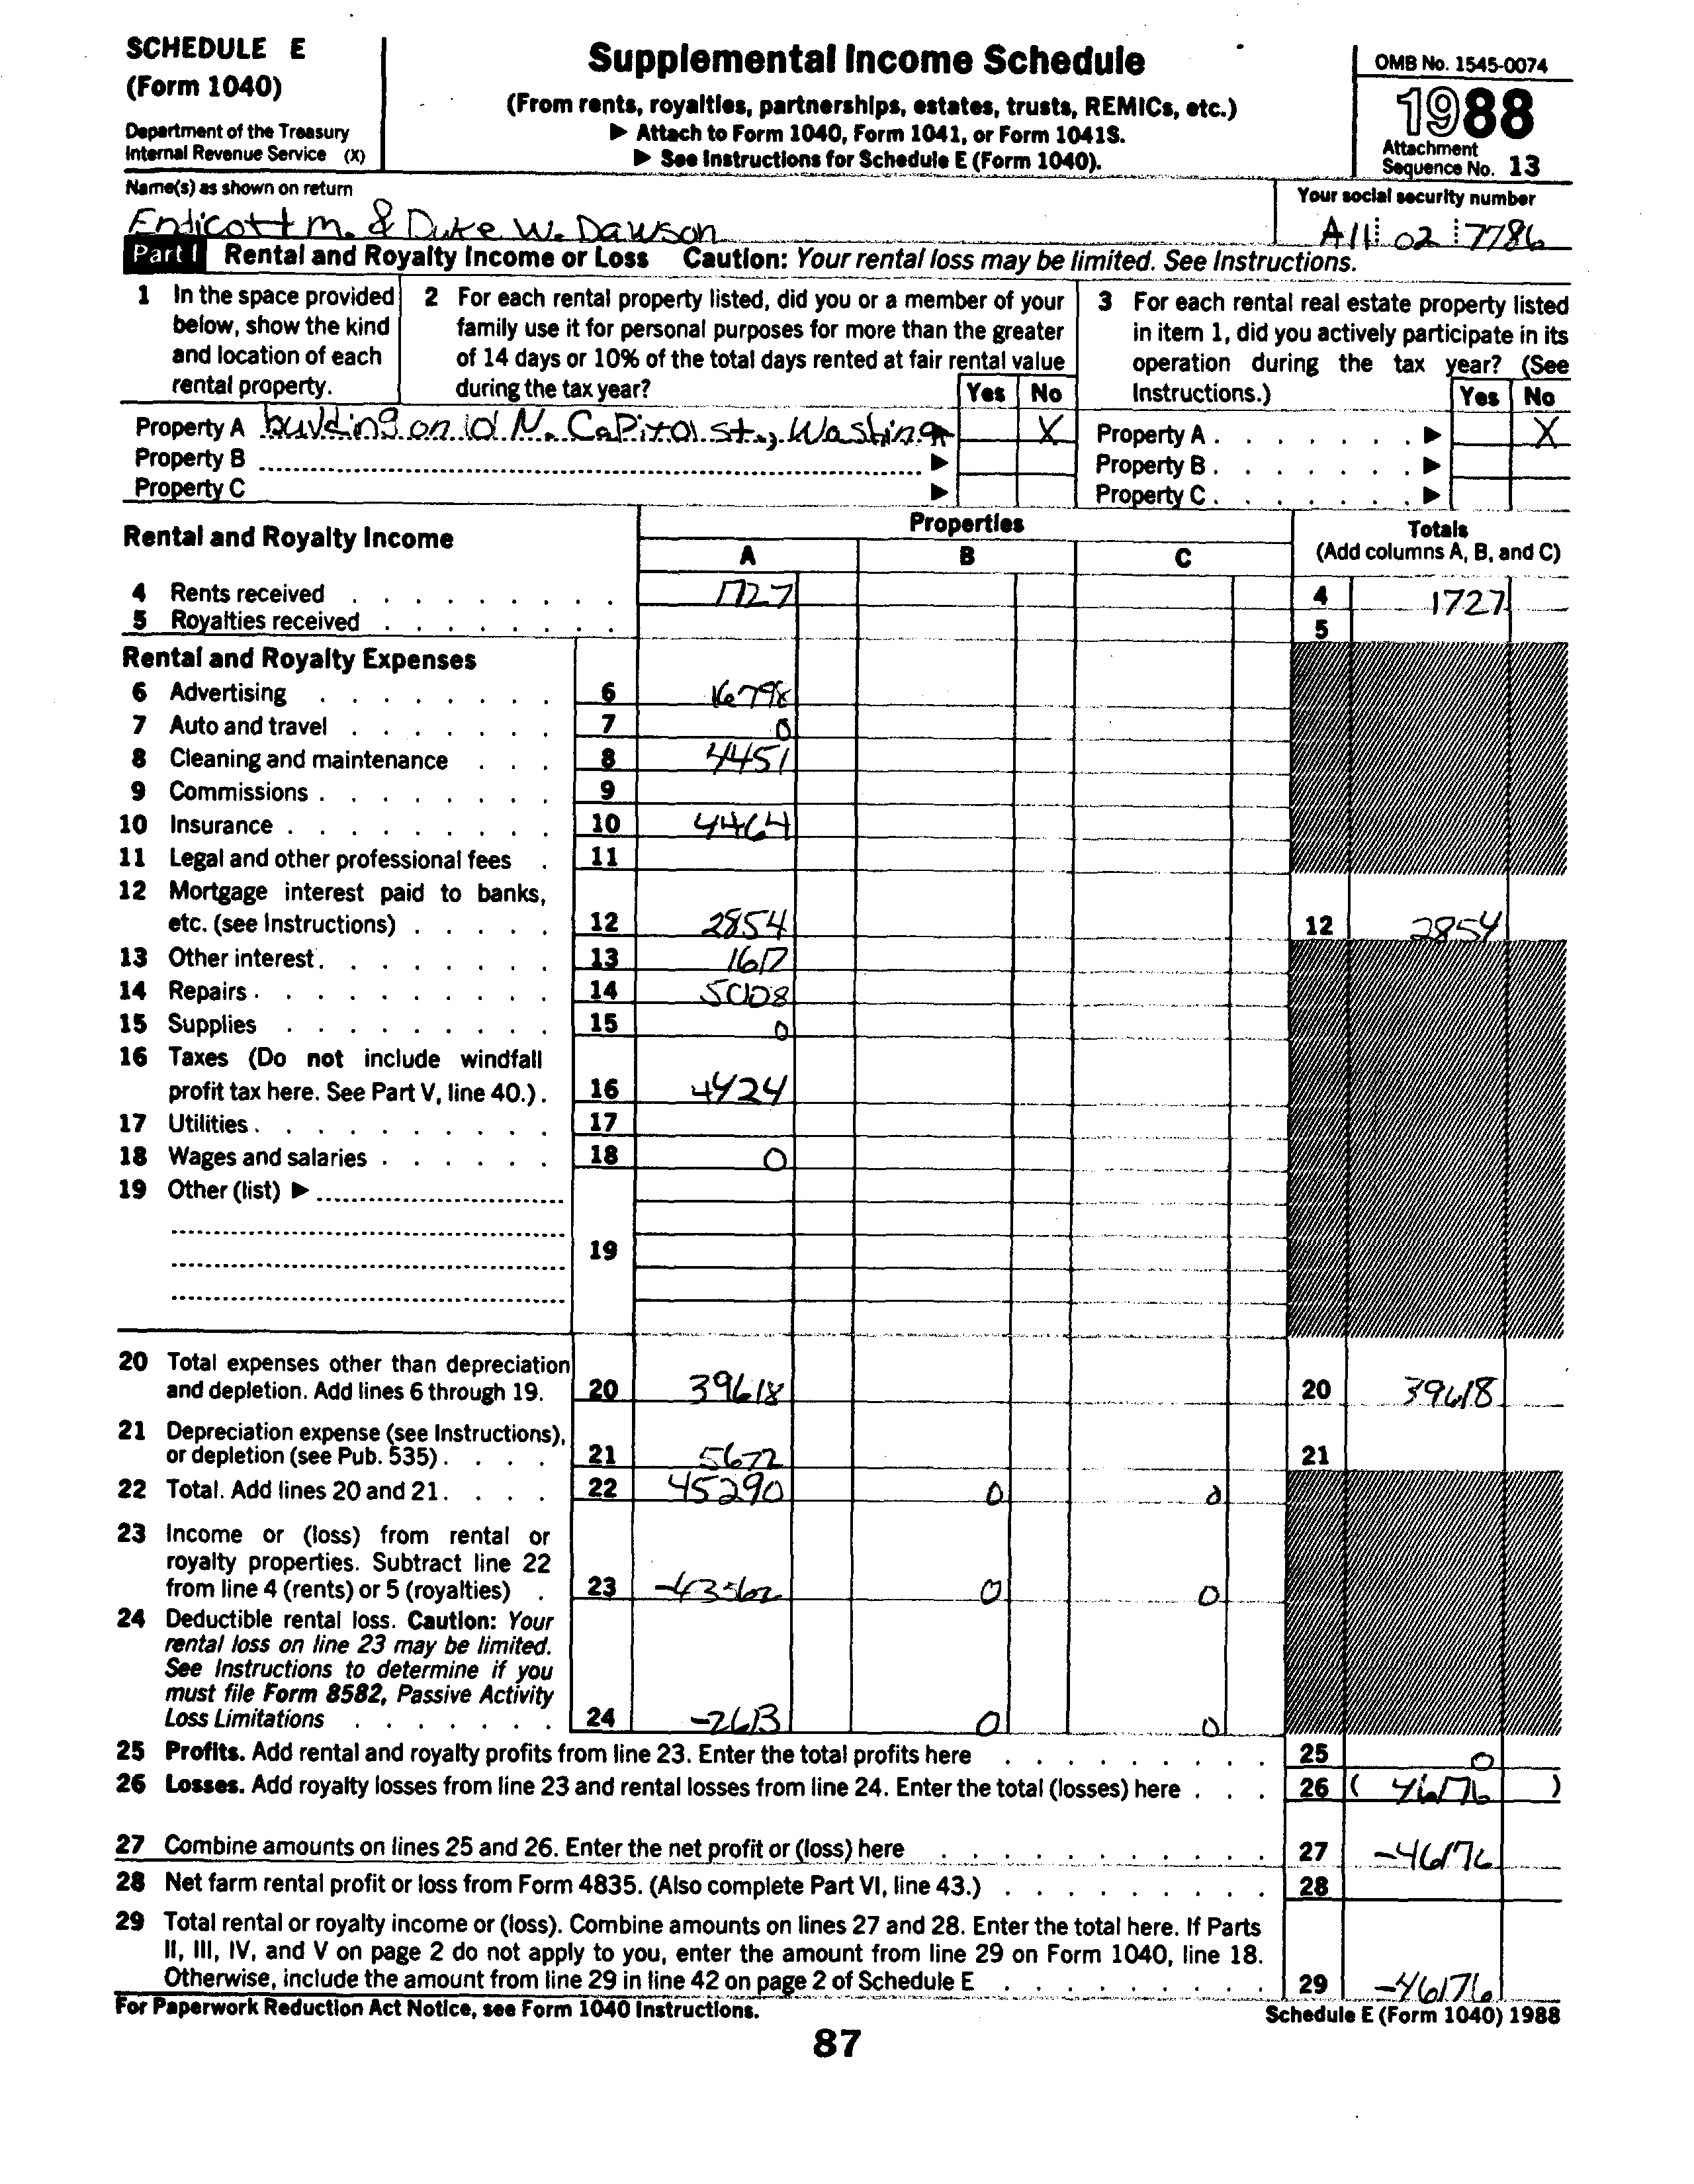 SCHEDULE E
(Form 1040)
Department of the Treasury
Internal Revenue Service (X)
Supplemental Income Schedule
(From rents, royalties, partnerships, estates, trusts, REMICs, etc.)
▶ Attach to Form 1040, Form 1041, or Form 1041S.
▶ See Instructions for Schedule E (Form 1040).
OMB No. 1545-0074
1988
Attachment
Sequence No. 13
Name(s) as shown on return
Endicott M. & Duke W. Dawson
Your social security number
A11 02 7786
Part I Rental and Royalty Income or Loss Caution: Your rental loss may be limited. See Instructions.
1 In the space provided below, show the kind and location of each rental property.
2 For each rental property listed, did you or a member of your family use it for personal purposes for more than the greater of 14 days or 10% of the total days rented at fair rental value during the tax year?
Yes No
3 For each rental real estate property listed in item 1, did you actively participate in its operation during the tax year? (See Instructions.)
Yes No
Property A building on N. Capitol St., Washing ▶ X
Property A . . . . . . . ▶ X
Property B ▶
Property B . . . . . . . ▶
Property C ▶
Property C . . . . . . . ▶
Rental and Royalty Income
Properties
A B C
Totals
(Add columns A, B, and C)
4 Rents received 1727 4 1727
5 Royalties received 5
Rental and Royalty Expenses
6 Advertising 6 16798
7 Auto and travel 7 0
8 Cleaning and maintenance 8 4451
9 Commissions 9
10 Insurance 10 4464
11 Legal and other professional fees 11
12 Mortgage interest paid to banks,
etc. (see Instructions) 12 2854 12 2854
13 Other interest 13 1617
14 Repairs 14 5008
15 Supplies 15 0
16 Taxes (Do not include windfall
profit tax here. See Part V, line 40.) 16 4424
17 Utilities 17
18 Wages and salaries 18 0
19 Other (list) ▶
19
20 Total expenses other than depreciation
and depletion. Add lines 6 through 19. 20 39618 20 39618
21 Depreciation expense (see Instructions),
or depletion (see Pub. 535) 21 5672 21
22 Total. Add lines 20 and 21 22 45290 0 0
23 Income or (loss) from rental or
royalty properties. Subtract line 22
from line 4 (rents) or 5 (royalties) 23 -43562 0 0
24 Deductible rental loss. Caution: Your
rental loss on line 23 may be limited.
See Instructions to determine if you
must file Form 8582, Passive Activity
Loss Limitations 24 -2613 0 0
25 Profits. Add rental and royalty profits from line 23. Enter the total profits here 25 0
26 Losses. Add royalty losses from line 23 and rental losses from line 24. Enter the total (losses) here 26 ( 46176 )
27 Combine amounts on lines 25 and 26. Enter the net profit or (loss) here 27 -46176
28 Net farm rental profit or loss from Form 4835. (Also complete Part VI, line 43.) 28
29 Total rental or royalty income or (loss). Combine amounts on lines 27 and 28. Enter the total here. If Parts
II, III, IV, and V on page 2 do not apply to you, enter the amount from line 29 on Form 1040, line 18.
Otherwise, include the amount from line 29 in line 42 on page 2 of Schedule E 29 -46176
For Paperwork Reduction Act Notice, see Form 1040 Instructions.
Schedule E (Form 1040) 1988
87